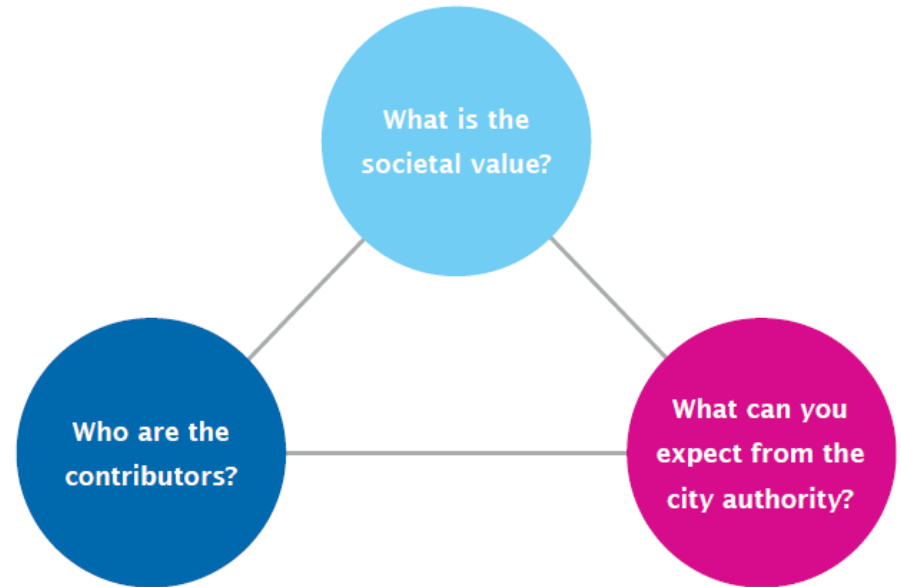 What is the
societal value?
Who are the
contributors?
What can you
expect from the
city authority?